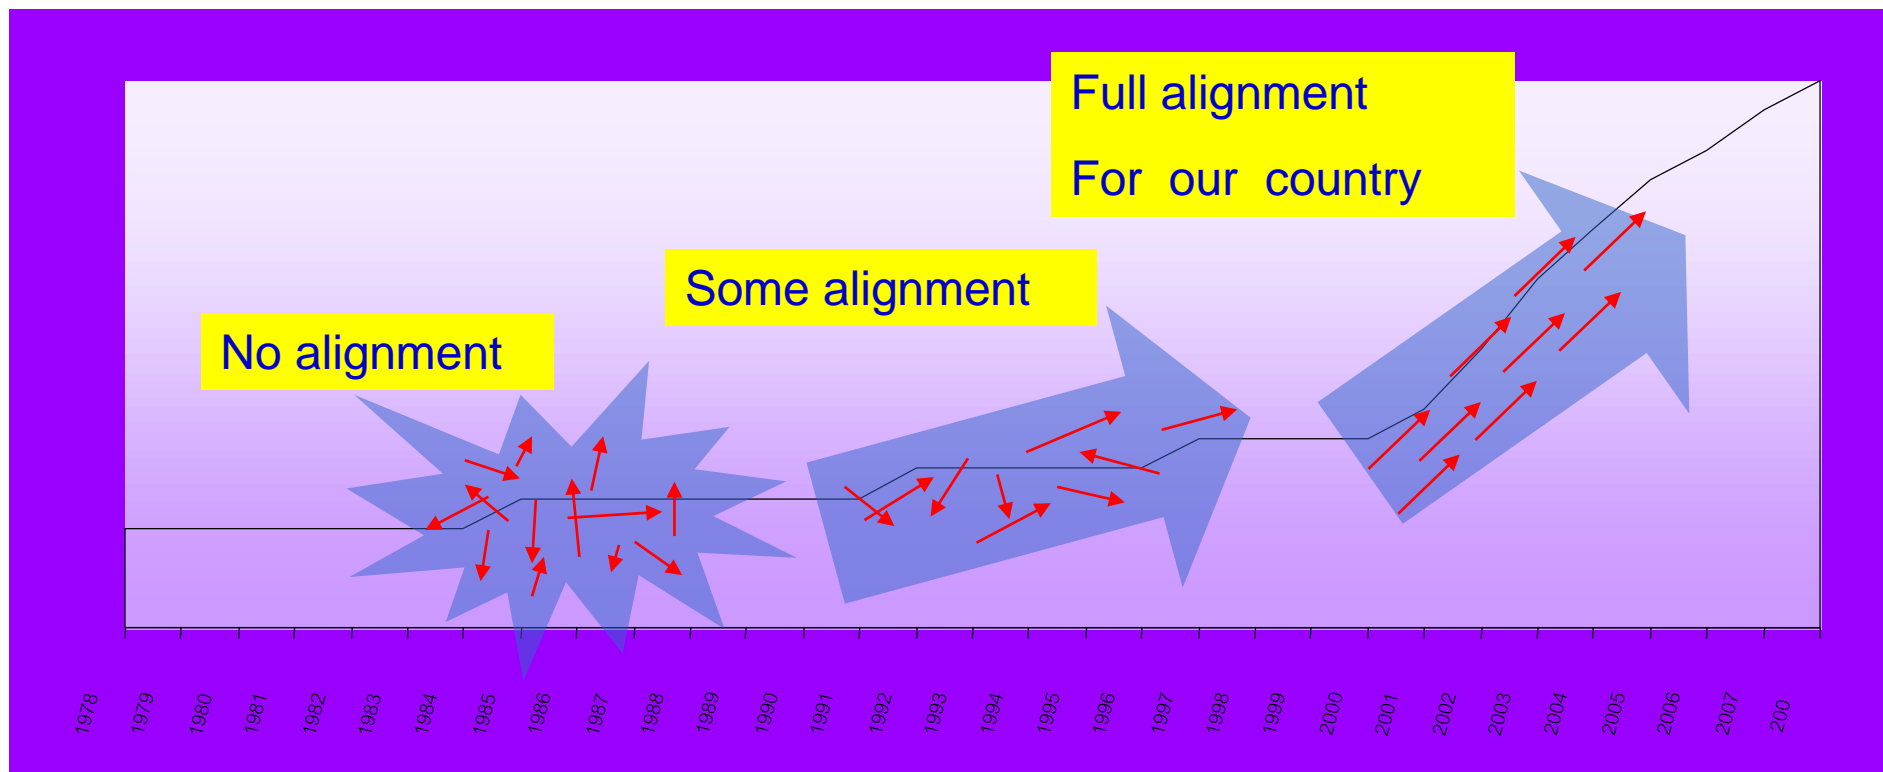 Full alignment
For our country
Some alignment
No alignment
1978 1979 1980 1981 1982 1983 1984 1985 1986 1987 1988 1989 1990 1991 1992 1993 1994 1995 1996 1997 1998 1999 2000 2001 2002 2003 2004 2005 2006 2007 200